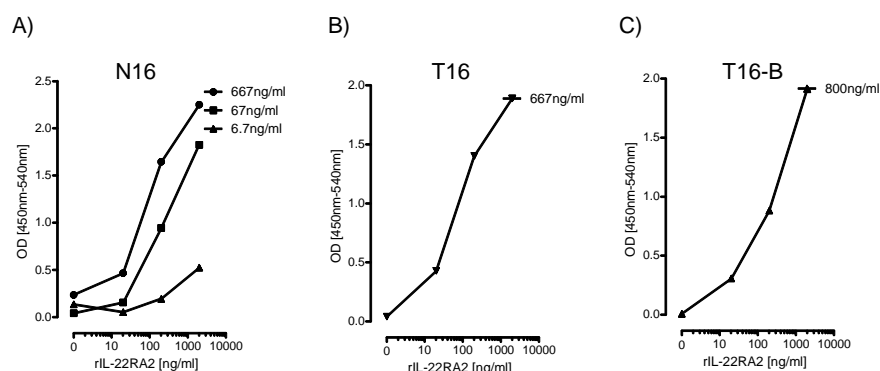 A)
N16
2.5
2.0
1.5
1.0
0.5
0.0
OD [450nm-540nm]
667ng/ml
67ng/ml
6.7ng/ml
0 10 100 1000 10000
rIL-22RA2 [ng/ml]
B)
T16
2.0
1.5
1.0
0.5
0.0
OD [450nm-540nm]
667ng/ml
0 10 100 1000 10000
rIL-22RA2 [ng/ml]
C)
T16-B
2.0
1.5
1.0
0.5
0.0
OD [450nm-540nm]
800ng/ml
0 10 100 1000 10000
rIL-22RA2 [ng/ml]